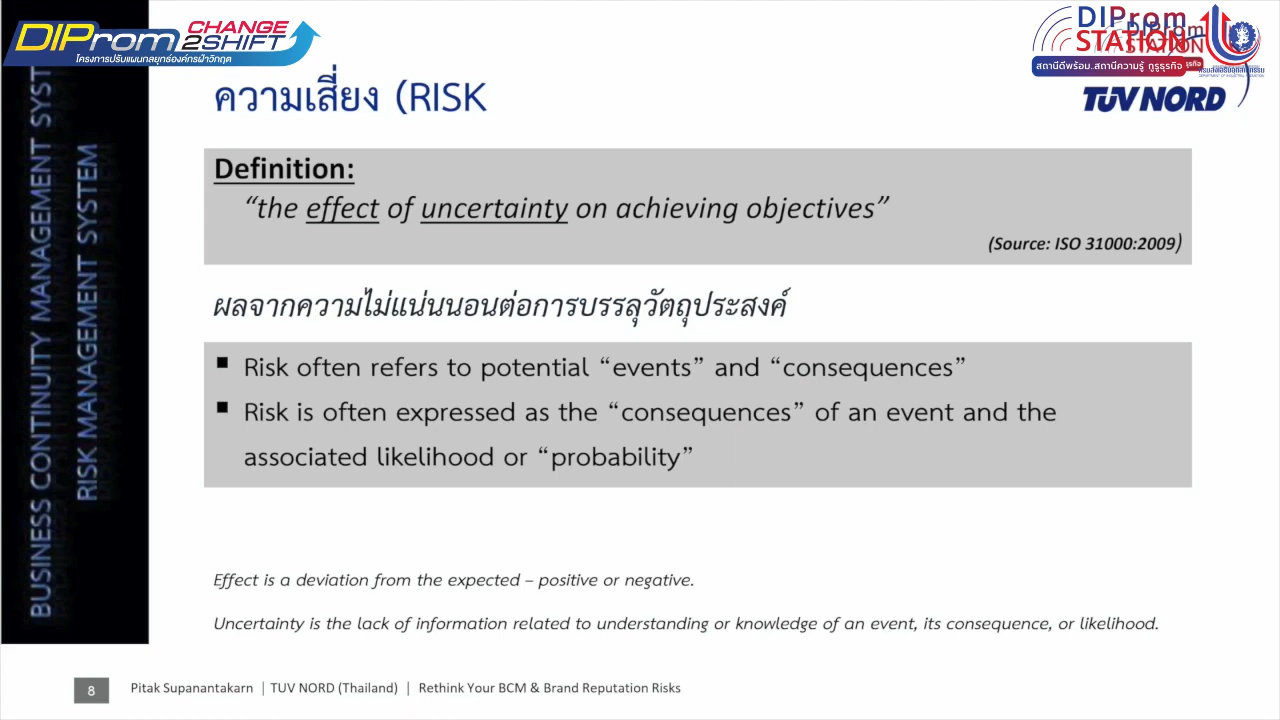 DIProm CHANGE 2SHIFT
โครงการปรับแผนกลยุทธ์องค์กรฝ่าวิกฤต
DIProm
STATION
สถานีดีพร้อม..สถานีความรู้ กูรูธุรกิจ
TÜV NORD
ความเสี่ยง (RISK
BUSINESS CONTINUITY MANAGEMENT SYST
RISK MANAGEMENT SYSTEM
Definition:
“the effect of uncertainty on achieving objectives”
(Source: ISO 31000:2009)
ผลจากความไม่แน่นนอนต่อการบรรลุวัตถุประสงค์
▪ Risk often refers to potential “events” and “consequences”
▪ Risk is often expressed as the “consequences” of an event and the
associated likelihood or “probability”
Effect is a deviation from the expected – positive or negative.
Uncertainty is the lack of information related to understanding or knowledge of an event, its consequence, or likelihood.
8 Pitak Supanantakarn | TUV NORD (Thailand) | Rethink Your BCM & Brand Reputation Risks